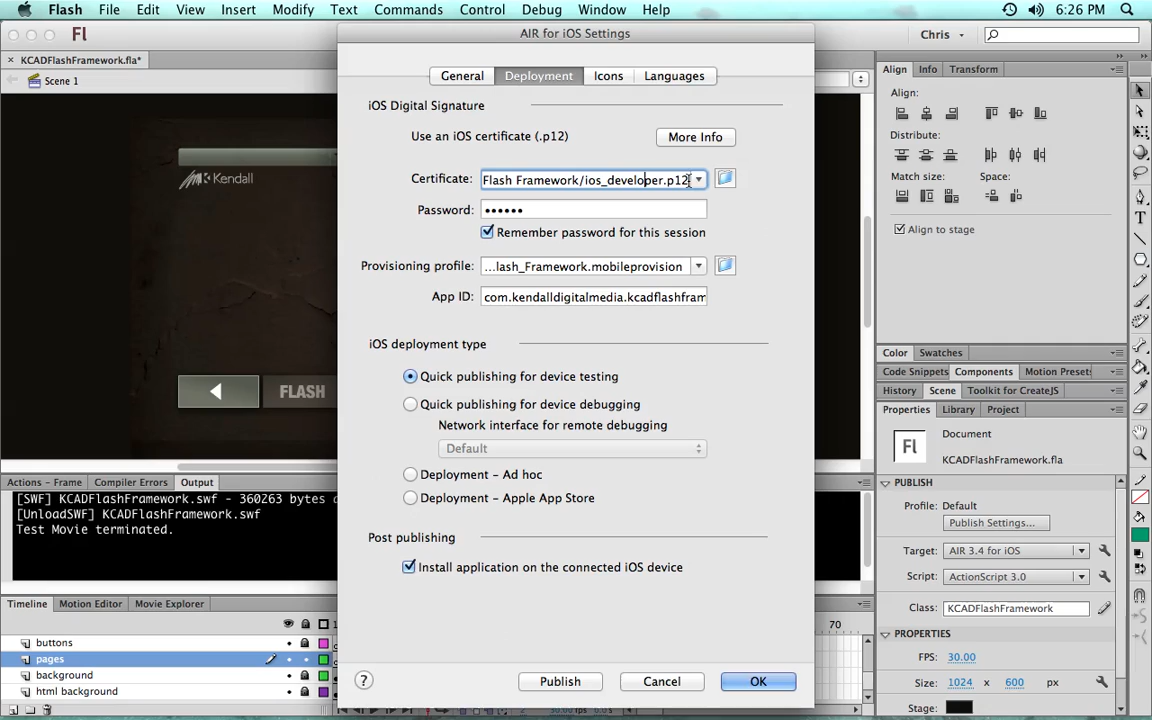 Flash File Edit View Insert Modify Text Commands Control Debug Window Help 6:26 PM
Fl Chris
AIR for iOS Settings
KCADFlashFramework.fla*
Scene 1
Kendall
FLASH
General Deployment Icons Languages
iOS Digital Signature
Use an iOS certificate (.p12) More Info
Certificate: Flash Framework/ios_developer.p12
Password: ••••••
Remember password for this session
Provisioning profile: ...lash_Framework.mobileprovision
App ID: com.kendalldigitalmedia.kcadflashfram
iOS deployment type
Quick publishing for device testing
Quick publishing for device debugging
Network interface for remote debugging
Default
Deployment - Ad hoc
Deployment - Apple App Store
Post publishing
Install application on the connected iOS device
? Publish Cancel OK
Actions - Frame Compiler Errors Output
[SWF] KCADFlashFramework.swf - 360263 bytes
[UnloadSWF] KCADFlashFramework.swf
Test Movie terminated.
Timeline Motion Editor Movie Explorer
70
buttons
pages
background
html background
Align Info Transform
Align:
Distribute:
Match size: Space:
Align to stage
Color Swatches
Code Snippets Components Motion Presets
History Scene Toolkit for CreateJS
Properties Library Project
Fl Document
KCADFlashFramework.fla
PUBLISH
Profile: Default
Publish Settings...
Target: AIR 3.4 for iOS
Script: ActionScript 3.0
Class: KCADFlashFramework
PROPERTIES
FPS: 30.00
Size: 1024 x 600 px
Stage: